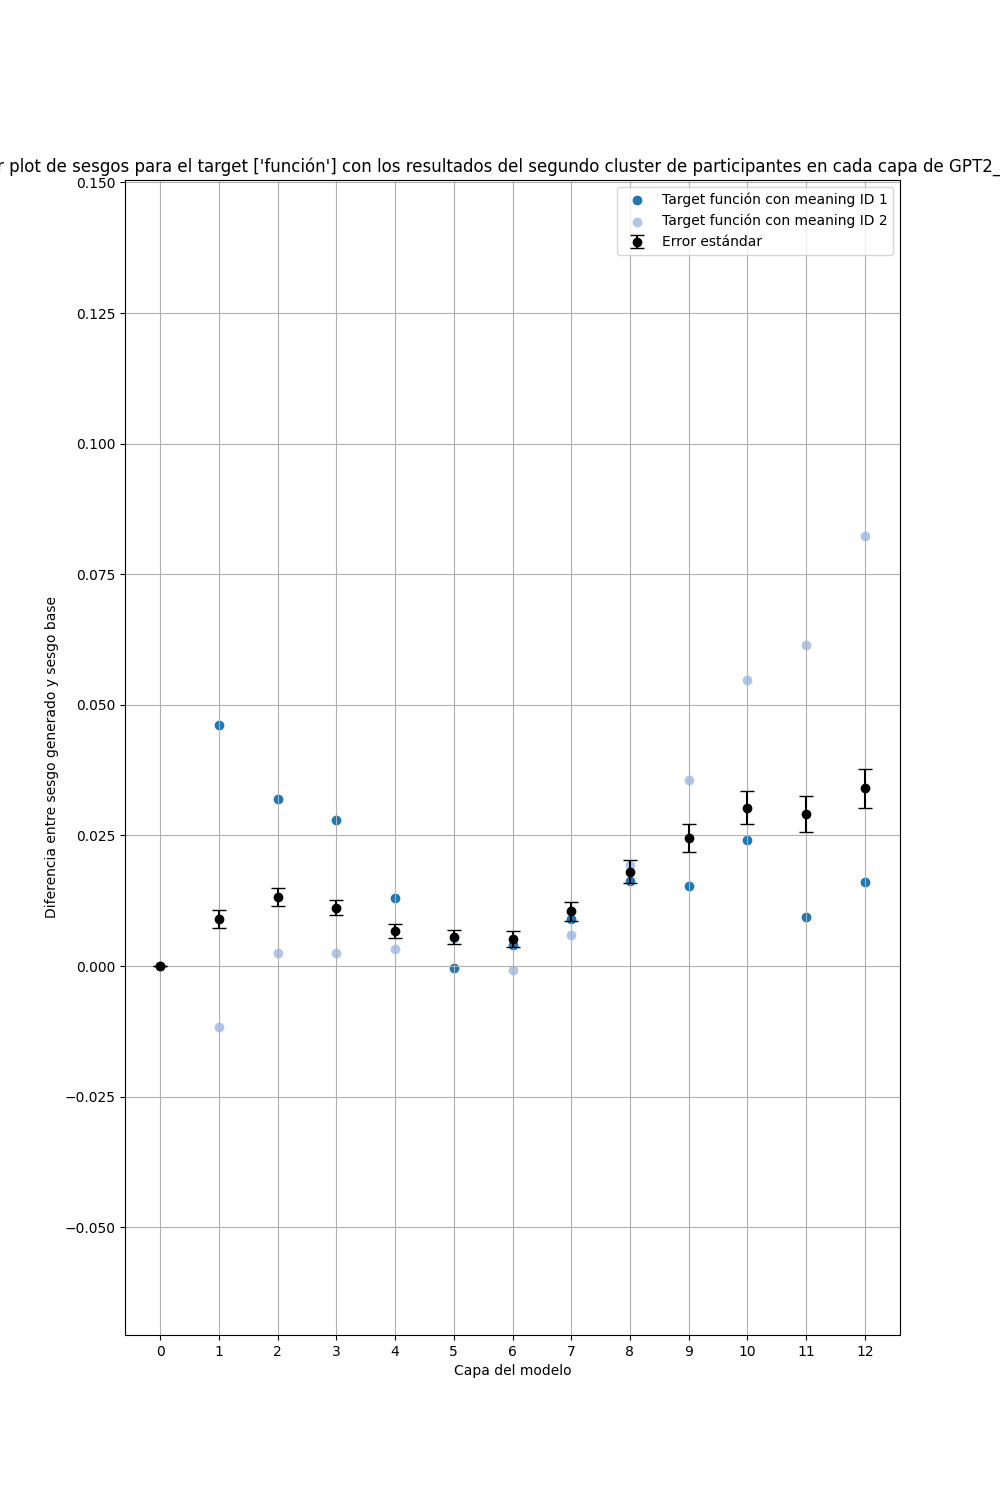 r plot de sesgos para el target ['función'] con los resultados del segundo cluster de participantes en cada capa de GPT2_
Target función con meaning ID 1
Target función con meaning ID 2
Error estándar
0.150
0.125
0.100
0.075
0.050
0.025
0.000
−0.025
−0.050
Diferencia entre sesgo generado y sesgo base
0 1 2 3 4 5 6 7 8 9 10 11 12
Capa del modelo